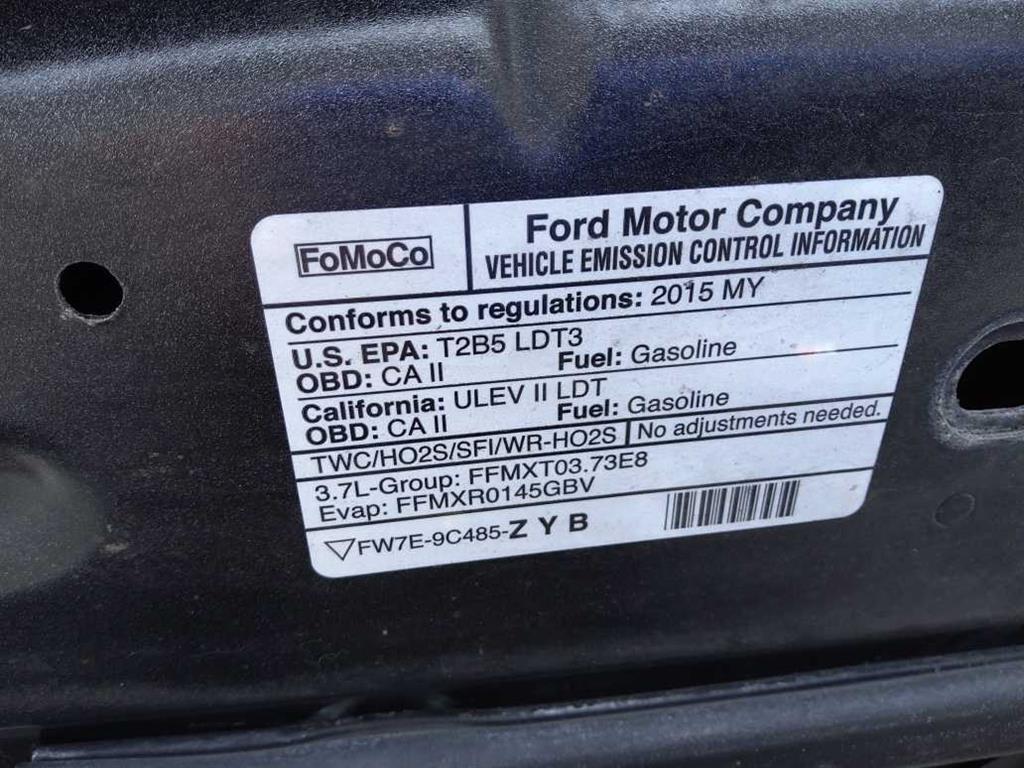 FoMoCo
Ford Motor Company
VEHICLE EMISSION CONTROL INFORMATION
Conforms to regulations: 2015 MY
U.S. EPA: T2B5 LDT3
OBD: CA II Fuel: Gasoline
California: ULEV II LDT
OBD: CA II Fuel: Gasoline
TWC/HO2S/SFI/WR-HO2S No adjustments needed.
3.7L-Group: FFMXT03.73E8
Evap: FFMXR0145GBV
FW7E-9C485-Z Y B